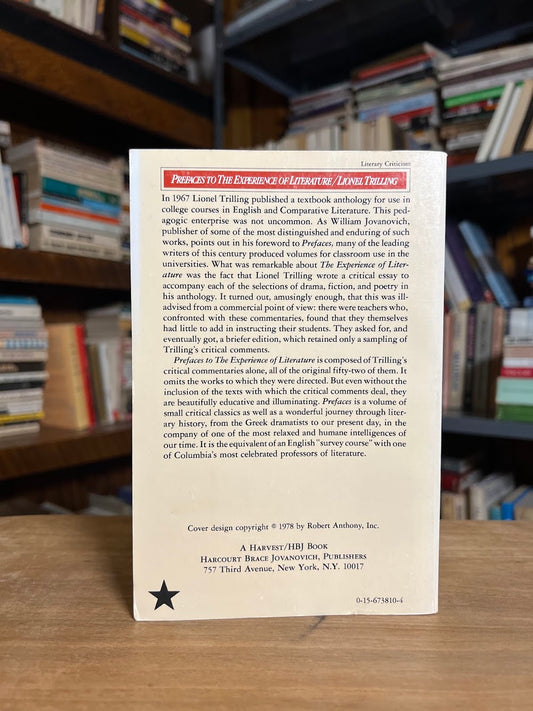 Literary Criticism
PREFACES TO THE EXPERIENCE OF LITERATURE/LIONEL TRILLING
In 1967 Lionel Trilling published a textbook anthology for use in
college courses in English and Comparative Literature. This ped-
agogic enterprise was not uncommon. As William Jovanovich,
publisher of some of the most distinguished and enduring of such
works, points out in his foreword to Prefaces, many of the leading
writers of this century produced volumes for classroom use in the
universities. What was remarkable about The Experience of Liter-
ature was the fact that Lionel Trilling wrote a critical essay to
accompany each of the selections of drama, fiction, and poetry in
his anthology. It turned out, amusingly enough, that this was ill-
advised from a commercial point of view: there were teachers who,
confronted with these commentaries, found that they themselves
had little to add in instructing their students. They asked for, and
eventually got, a briefer edition, which retained only a sampling of
Trilling's critical comments.
Prefaces to The Experience of Literature is composed of Trilling's
critical commentaries alone, all of the original fifty-two of them. It
omits the works to which they were directed. But even without the
inclusion of the texts with which the critical comments deal, they
are beautifully educative and illuminating. Prefaces is a volume of
small critical classics as well as a wonderful journey through liter-
ary history, from the Greek dramatists to our present day, in the
company of one of the most relaxed and humane intelligences of
our time. It is the equivalent of an English "survey course" with one
of Columbia's most celebrated professors of literature.
Cover design copyright © 1978 by Robert Anthony, Inc.
A HARVEST/HBJ BOOK
HARCOURT BRACE JOVANOVICH, PUBLISHERS
757 THIRD AVENUE, NEW YORK, N.Y. 10017
0-15-673810-4